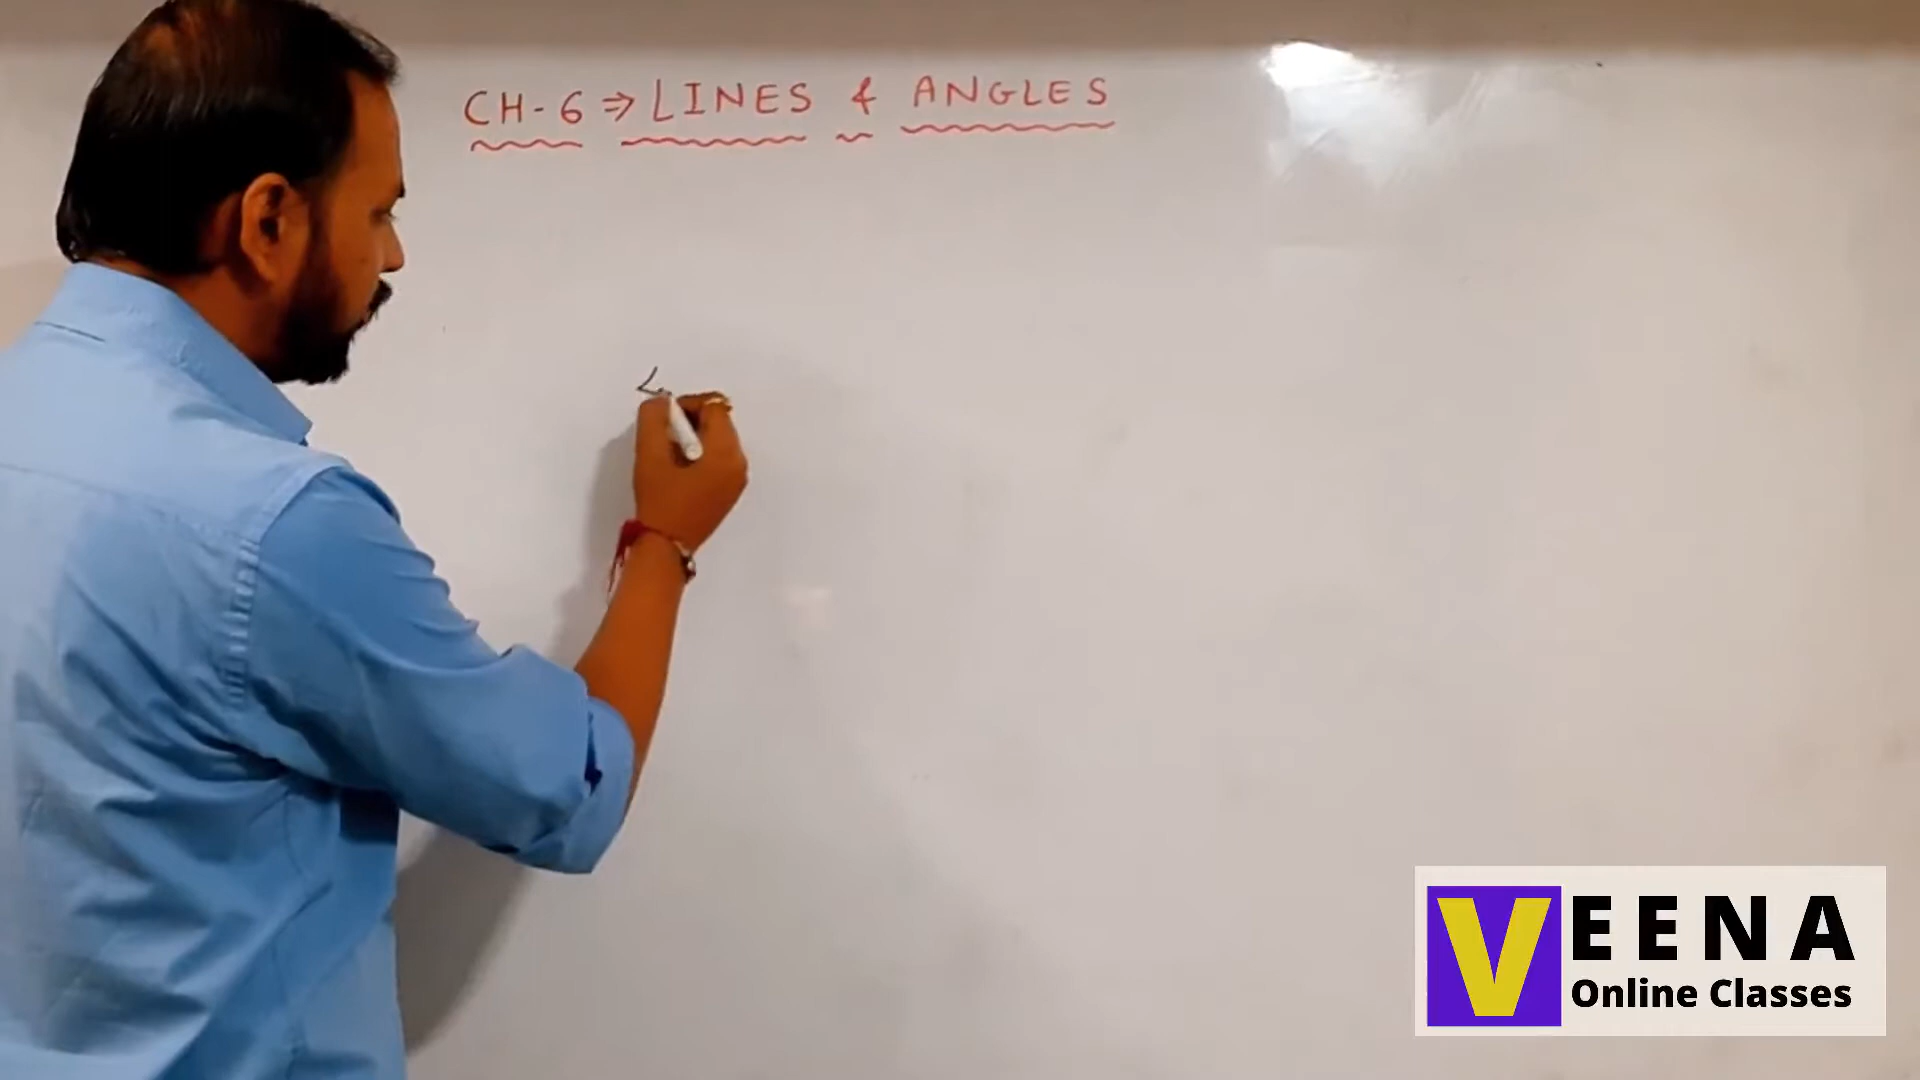 CH-6 ⇒ LINES & ANGLES
∠
VEENA
Online Classes